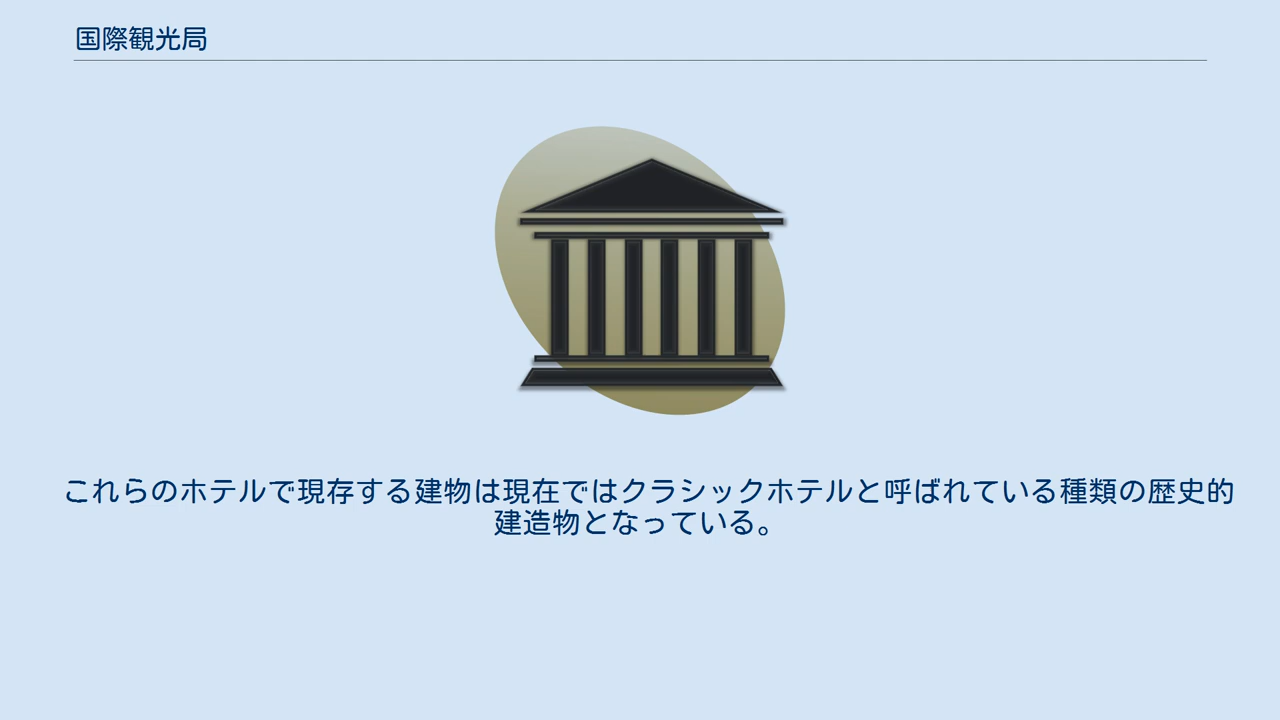 国際観光局
これらのホテルで現存する建物は現在ではクラシックホテルと呼ばれている種類の歴史的
建造物となっている。